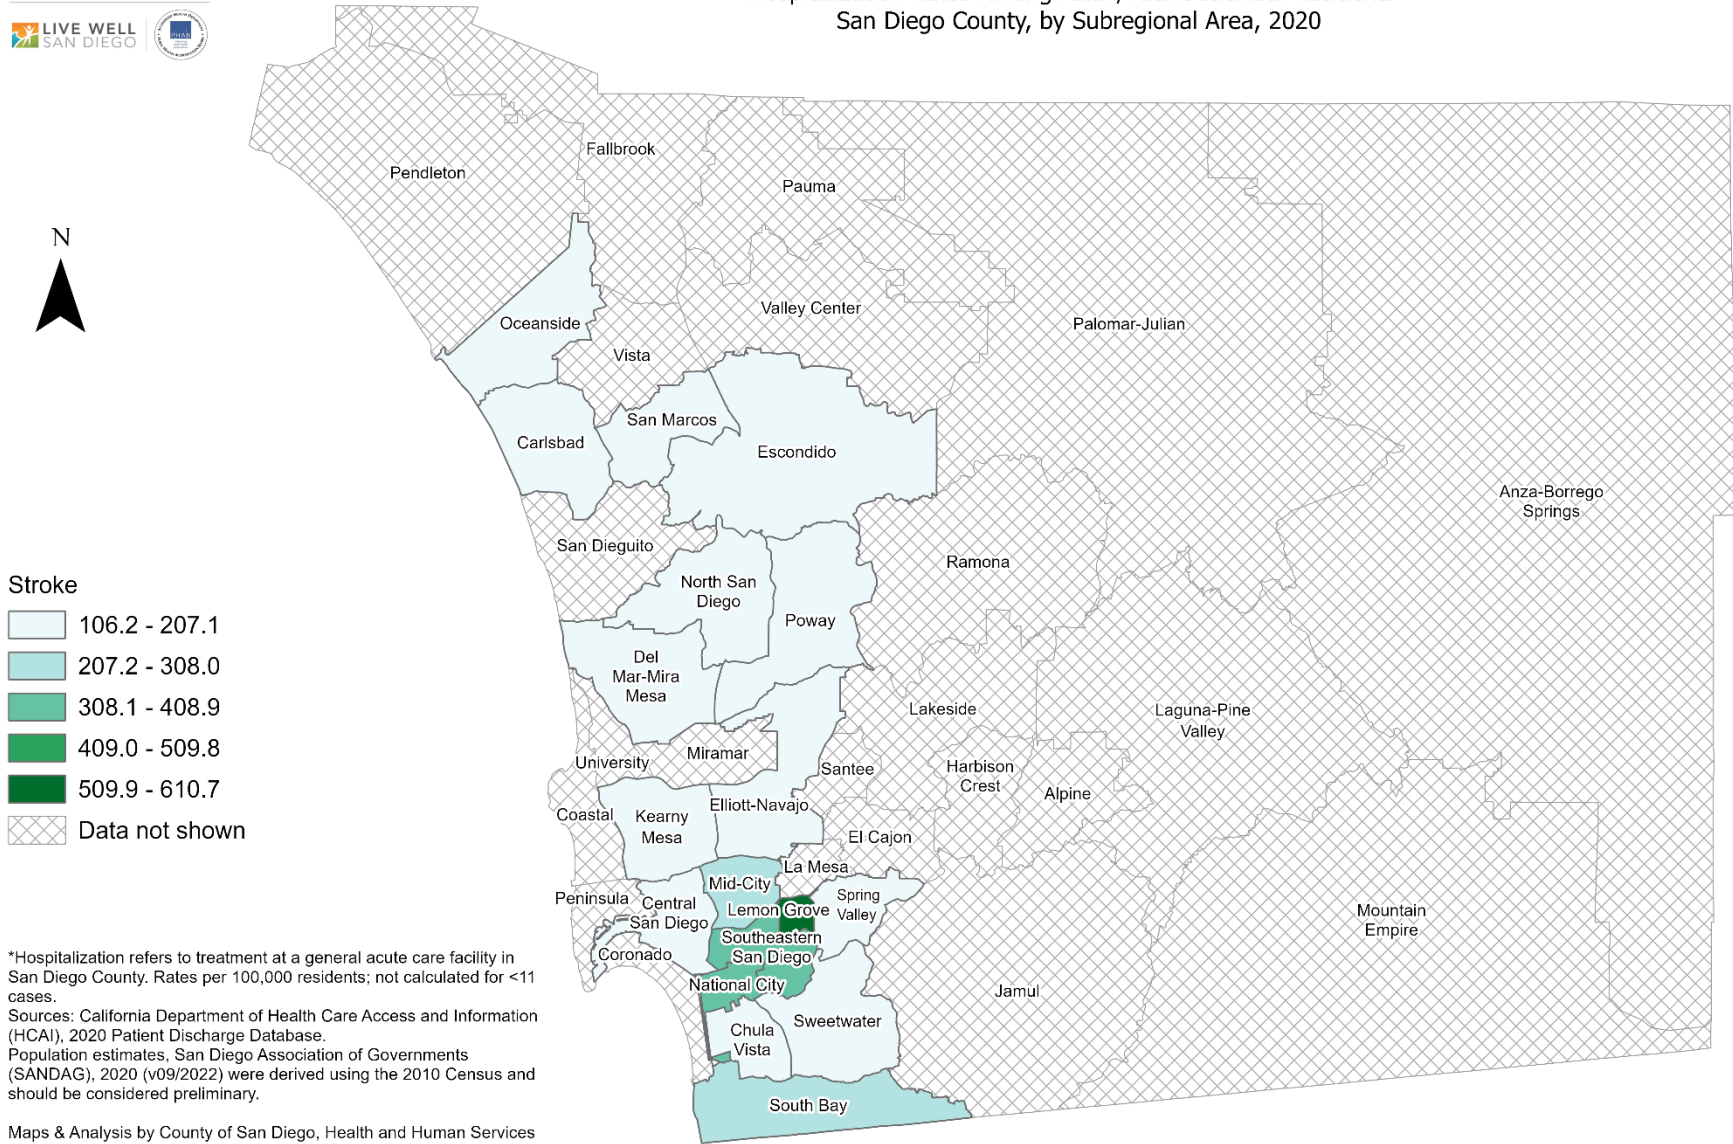 LIVE WELL
SAN DIEGO
PHAB
San Diego County, by Subregional Area, 2020
Fallbrook
Pendleton
Pauma
N
Valley Center
Oceanside
Palomar-Julian
Vista
San Marcos
Carlsbad
Escondido
Anza-Borrego
Springs
San Dieguito
Ramona
North San
Diego
Poway
Del
Mar-Mira
Mesa
Lakeside
Laguna-Pine
Valley
Miramar
University
Santee
Harbison
Crest
Alpine
Elliott-Navajo
Coastal
Kearny
Mesa
El Cajon
La Mesa
Mid-City
Peninsula
Central
San Diego
Spring
Valley
Lemon Grove
Mountain
Empire
Southeastern
San Diego
Coronado
National City
Jamul
Sweetwater
Chula
Vista
South Bay
Stroke
106.2 - 207.1
207.2 - 308.0
308.1 - 408.9
409.0 - 509.8
509.9 - 610.7
Data not shown
*Hospitalization refers to treatment at a general acute care facility in
San Diego County. Rates per 100,000 residents; not calculated for <11
cases.
Sources: California Department of Health Care Access and Information
(HCAI), 2020 Patient Discharge Database.
Population estimates, San Diego Association of Governments
(SANDAG), 2020 (v09/2022) were derived using the 2010 Census and
should be considered preliminary.
Maps & Analysis by County of San Diego, Health and Human Services